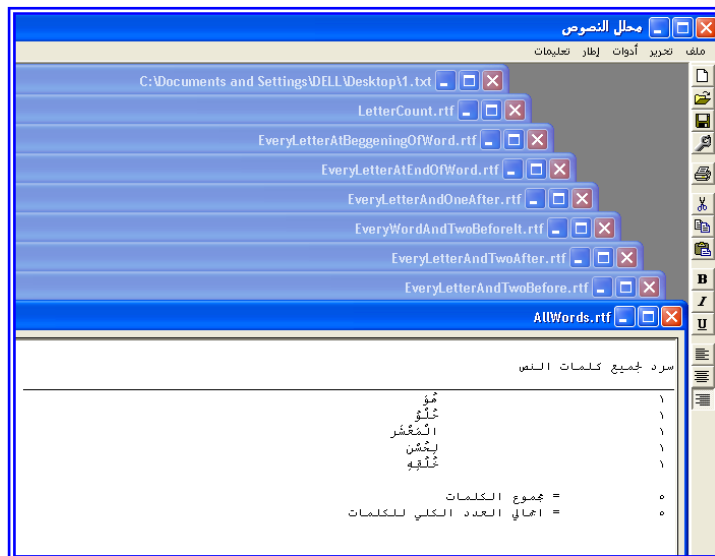 محلل النصوص
ملف تحرير أدوات إطار تعليمات
C:\Documents and Settings\DELL\Desktop\1.txt
LetterCount.rtf
EveryLetterAtBeggeningOfWord.rtf
EveryLetterAtEndOfWord.rtf
EveryLetterAndOneAfter.rtf
EveryWordAndTwoBeforeIt.rtf
EveryLetterAndTwoAfter.rtf
EveryLetterAndTwoBefore.rtf
AllWords.rtf
B
I
U
سرد لجميع كلمات النص
١ هُوَ
١ حُلْوُ
١ الْمَعْشَر
١ لِحُسْنِ
١ خُلُقِهِ
٥ = مجموع الكلمات
٥ = اجمالي العدد الكلي للكلمات